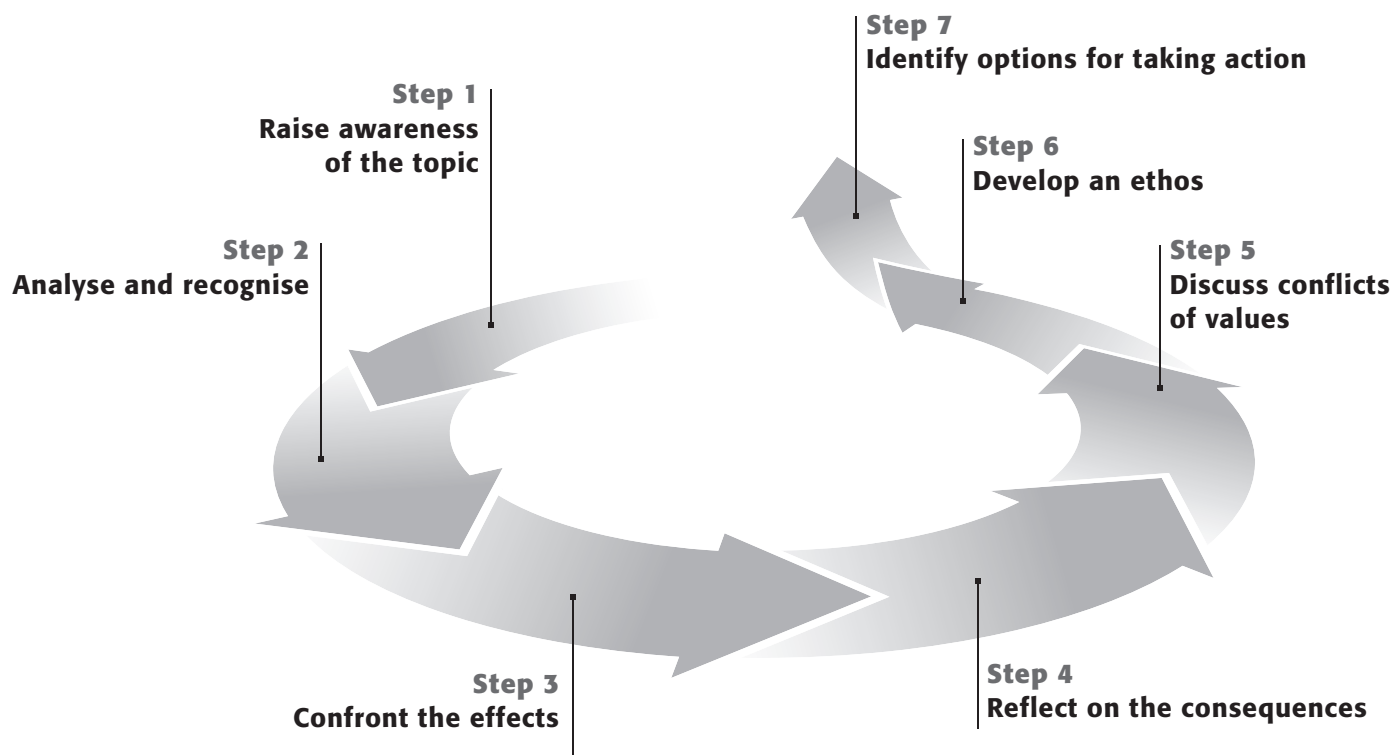 Step 1
Raise awareness
of the topic
Step 2
Analyse and recognise
Step 3
Confront the effects
Step 4
Reflect on the consequences
Step 5
Discuss conflicts
of values
Step 6
Develop an ethos
Step 7
Identify options for taking action